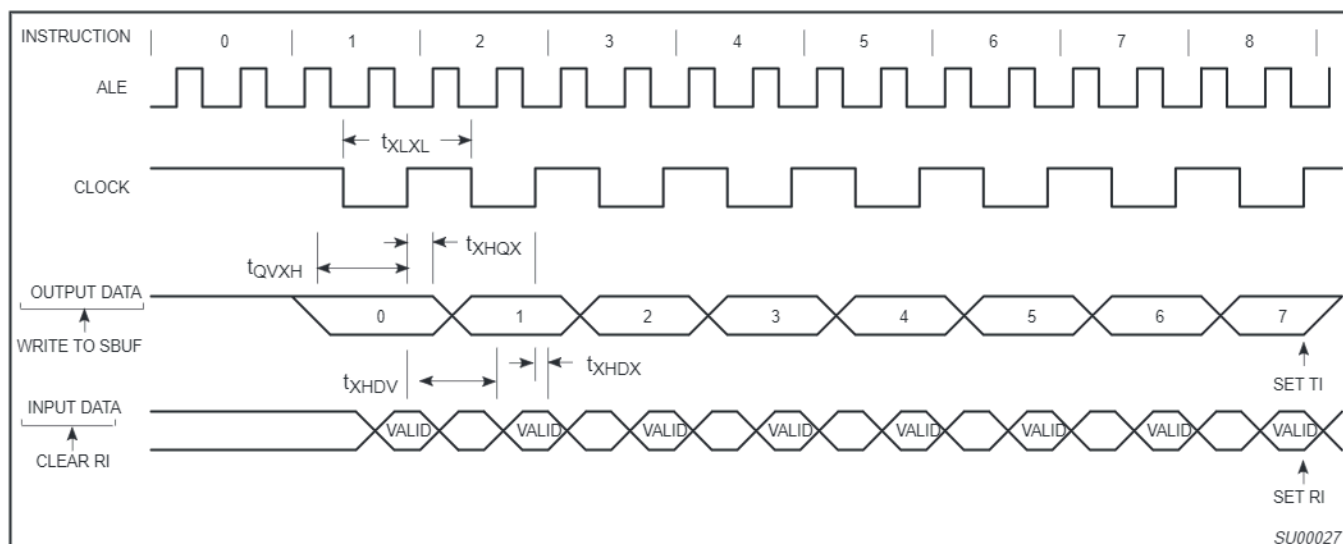 INSTRUCTION 0 1 2 3 4 5 6 7 8
ALE
tXLXL
CLOCK
tXHQX
tQVXH
OUTPUT DATA
0 1 2 3 4 5 6 7
WRITE TO SBUF
tXHDX
tXHDV
SET TI
INPUT DATA
VALID VALID VALID VALID VALID VALID VALID VALID
CLEAR RI
SET RI
SU00027